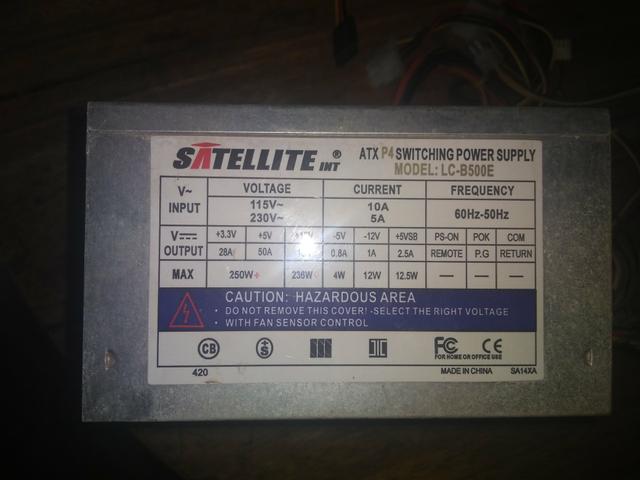 SATELLITE INT ®
ATX P4 SWITCHING POWER SUPPLY
MODEL: LC-B500E
V~ INPUT VOLTAGE CURRENT FREQUENCY
115V~ 10A 60Hz-50Hz
230V~ 5A
V OUTPUT +3.3V +5V -5V -12V +5VSB PS-ON POK COM
28A 50A 0.8A 1A 2.5A REMOTE P.G RETURN
MAX 250W 236W 4W 12W 12.5W — — —
CAUTION: HAZARDOUS AREA
• DO NOT REMOVE THIS COVER! -SELECT THE RIGHT VOLTAGE
• WITH FAN SENSOR CONTROL
CB S FC CE
FOR HOME OR OFFICE USE
420 MADE IN CHINA SA14XA